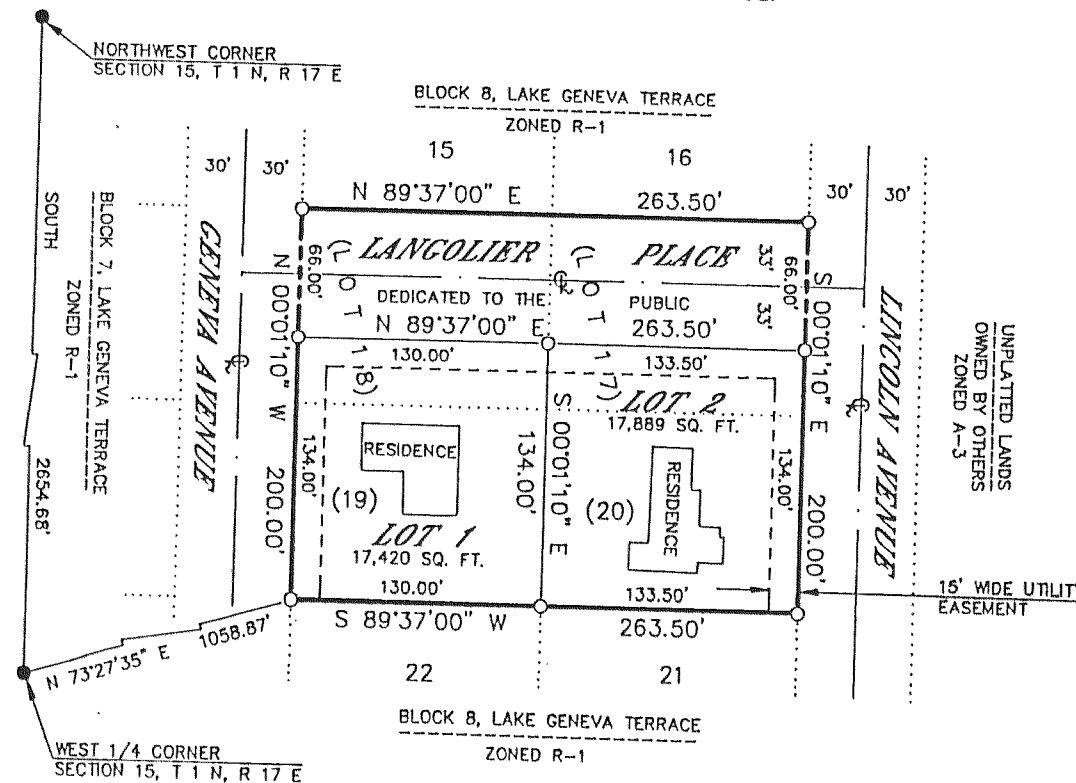 NORTHWEST CORNER
SECTION 15, T 1 N, R 17 E
BLOCK 8, LAKE GENEVA TERRACE
ZONED R-1
15
16
30'
30'
30'
30'
N 89°37'00" E
263.50'
SOUTH
2654.68'
BLOCK 7, LAKE GENEVA TERRACE
ZONED R-1
GENEVA AVENUE
℄
N 00°01'10" W
200.00'
66.00'
(LOT 18)
LANGOLIER PLACE
(LOT 17)
33'
33'
66.00'
℄
DEDICATED TO THE PUBLIC
N 89°37'00" E
263.50'
130.00'
133.50'
S 00°01'10" E
200.00'
LINCOLN AVENUE
℄
UNPLATTED LANDS
OWNED BY OTHERS
ZONED A-3
LOT 2
17,889 SQ. FT.
RESIDENCE
134.00'
134.00'
S 00°01'10" E
134.00'
RESIDENCE
(19)
(20)
LOT 1
17,420 SQ. FT.
130.00'
133.50'
15' WIDE UTILIT
EASEMENT
S 89°37'00" W
263.50'
N 73°27'35" E
1058.87'
22
21
BLOCK 8, LAKE GENEVA TERRACE
ZONED R-1
WEST 1/4 CORNER
SECTION 15, T 1 N, R 17 E